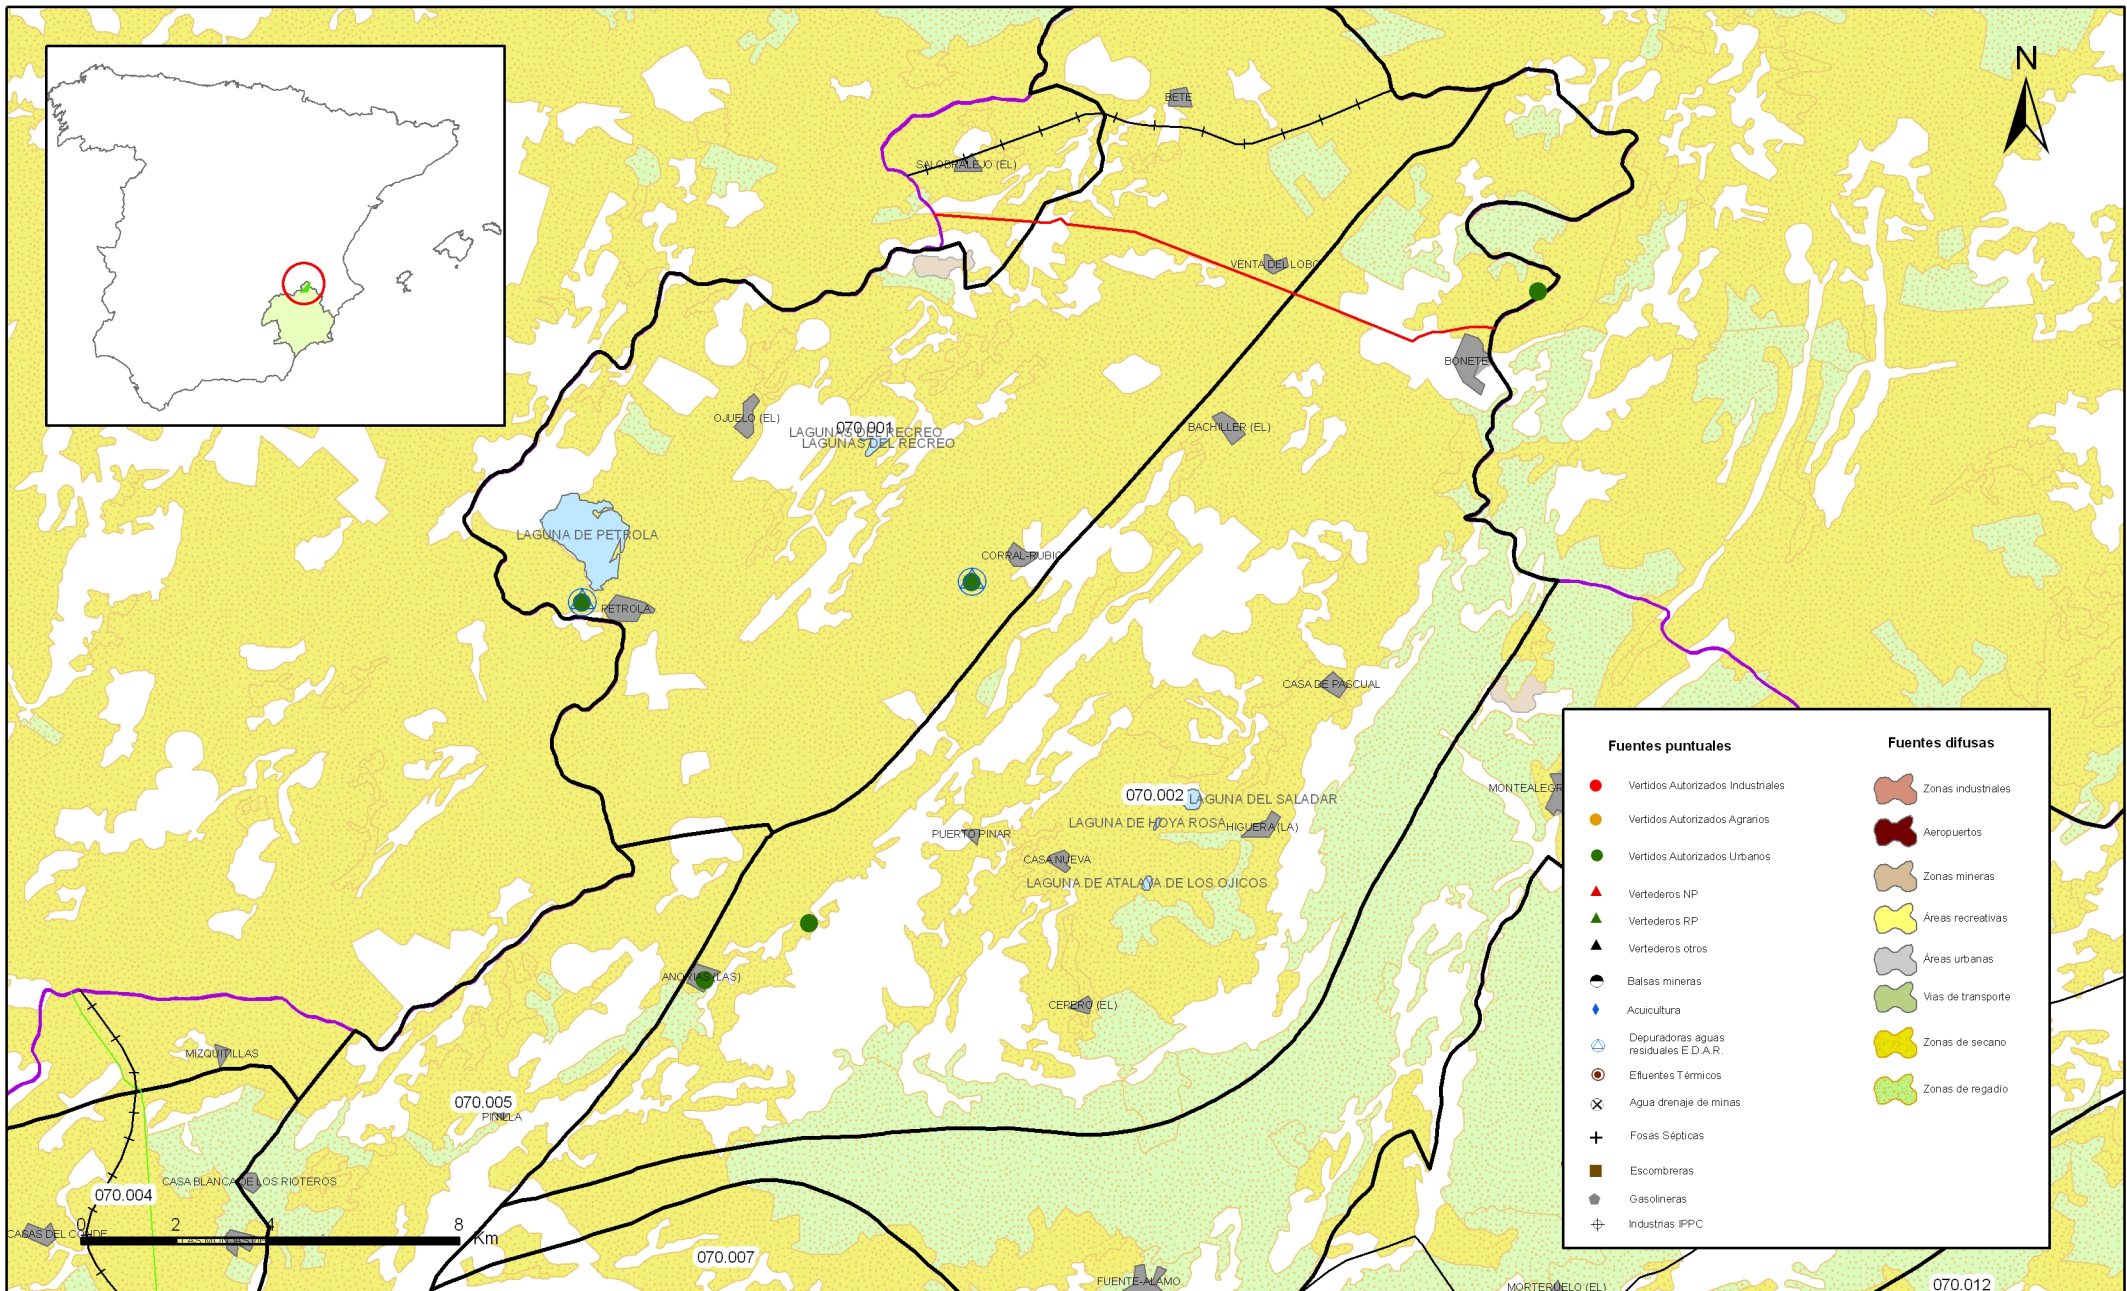 N
BETE
SALOBRALEJO (EL)
VENTA DEL LOBO
BONETE
OJUELO (EL)
070.001
LAGUNAS DEL RECREO
LAGUNAS DEL RECREO
BACHILLER (EL)
LAGUNA DE PETROLA
CORRAL-RUBIO
PETROLA
CASA DE PASCUAL
MONTEALEGR
070.002
LAGUNA DEL SALADAR
LAGUNA DE HOYA ROSA
HIGUERA (LA)
PUERTO PINAR
CASA NUEVA
LAGUNA DE ATALAYA DE LOS OJICOS
ANORIAS (LAS)
CEPERO (EL)
MIZQUITILLAS
070.005
PINILLA
CASA BLANCA DE LOS RIOTEROS
070.004
CASAS DEL CONDE
0 2 4 8
Km
070.007
FUENTE-ALAMO
MORTERUELO (EL)
070.012
Fuentes puntuales
Vertidos Autorizados Industriales
Vertidos Autorizados Agrarios
Vertidos Autorizados Urbanos
Vertederos NP
Vertederos RP
Vertederos otros
Balsas mineras
Acuicultura
Depuradoras aguas
residuales E.D.A.R.
Efluentes Térmicos
Agua drenaje de minas
Fosas Sépticas
Escombreras
Gasolineras
Industrias IPPC
Fuentes difusas
Zonas industriales
Aeropuertos
Zonas mineras
Áreas recreativas
Áreas urbanas
Vias de transporte
Zonas de secano
Zonas de regadío